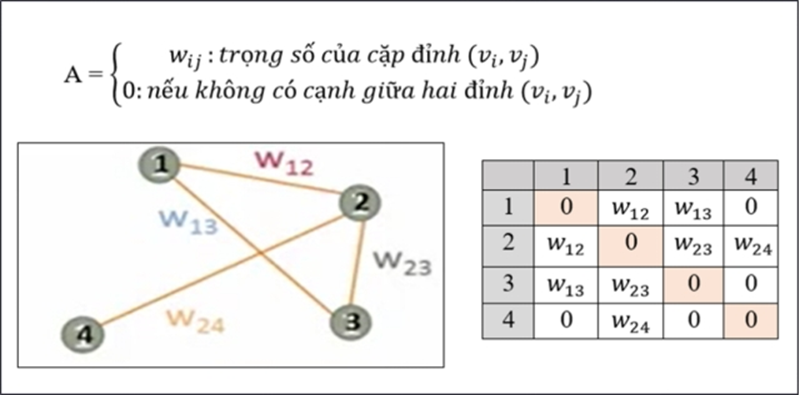 A = { w_ij : trọng số của cặp đỉnh (v_i, v_j)
0: nếu không có cạnh giữa hai đỉnh (v_i, v_j)
1 W12
2
W13
W23
W24
4 3
1 2 3 4
1 0 w12 w13 0
2 w12 0 w23 w24
3 w13 w23 0 0
4 0 w24 0 0